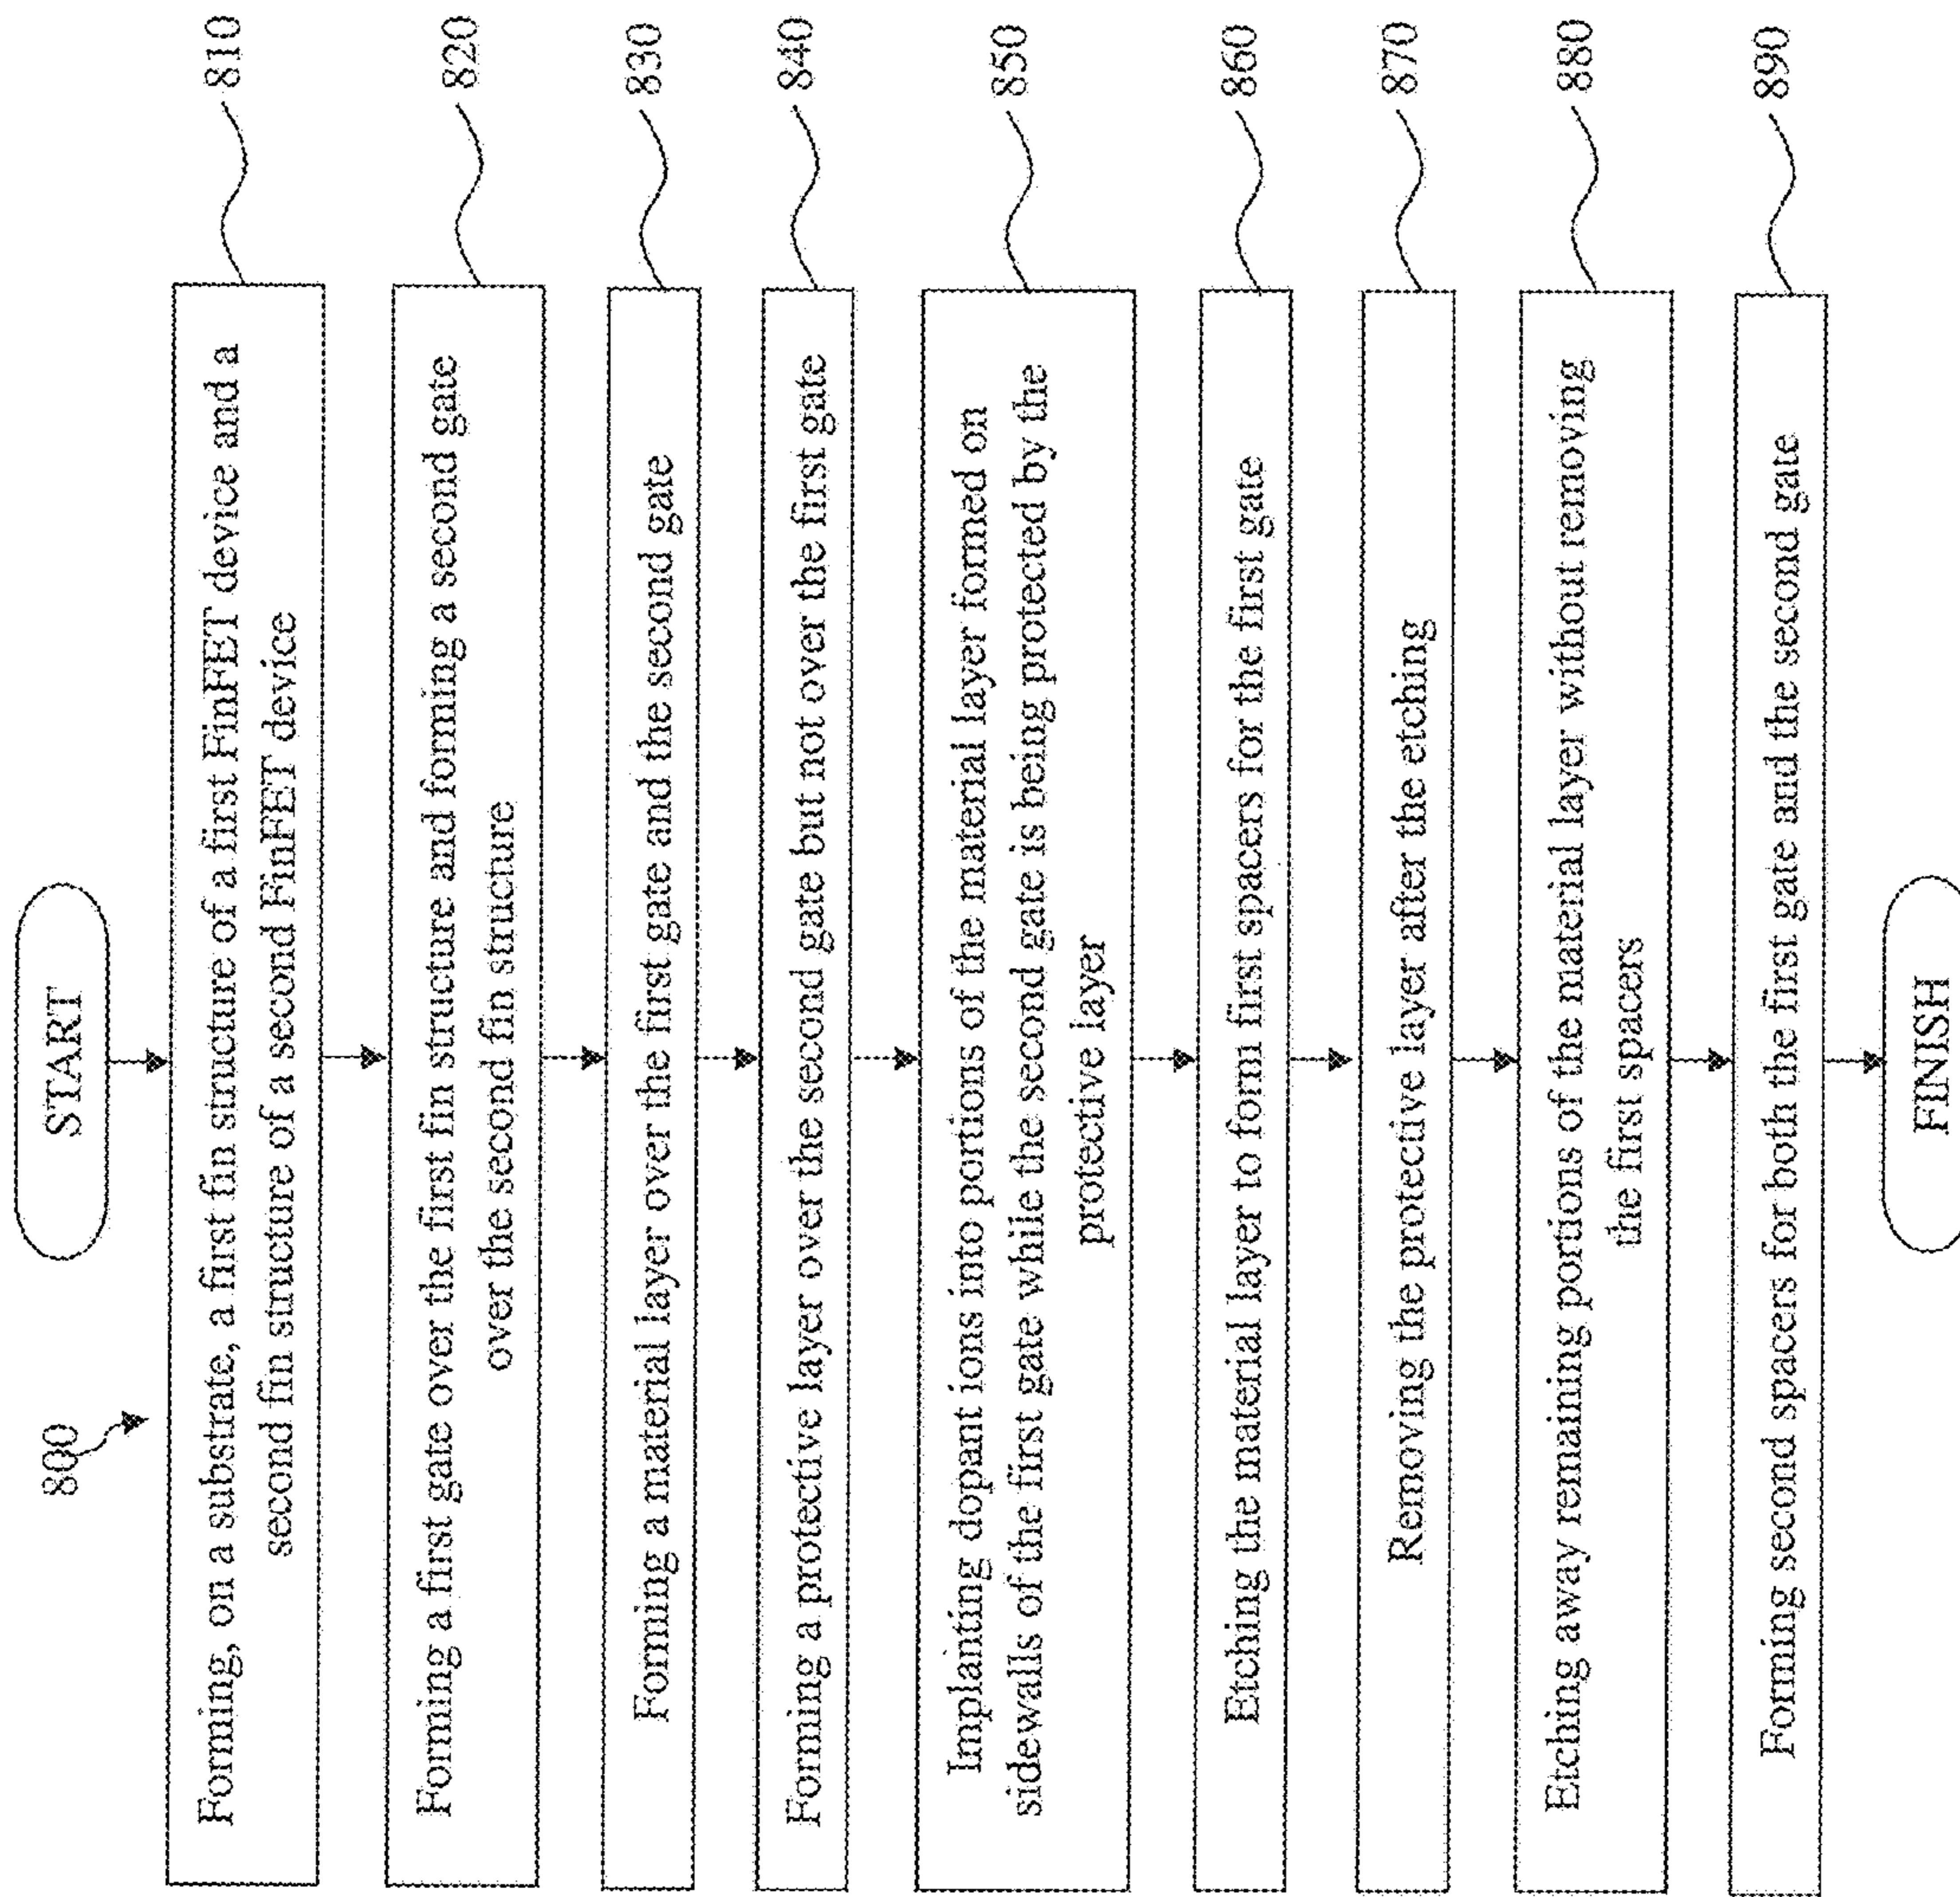 800
START
Forming, on a substrate, a first fin structure of a first FinFET device and a
second fin structure of a second FinFET device
810
Forming a first gate over the first fin structure and forming a second gate
over the second fin structure
820
Forming a material layer over the first gate and the second gate
830
Forming a protective layer over the second gate but not over the first gate
840
Implanting dopant ions into portions of the material layer formed on
sidewalls of the first gate while the second gate is being protected by the
protective layer
850
Etching the material layer to form first spacers for the first gate
860
Removing the protective layer after the etching
870
Etching away remaining portions of the material layer without removing
the first spacers
880
Forming second spacers for both the first gate and the second gate
890
FINISH